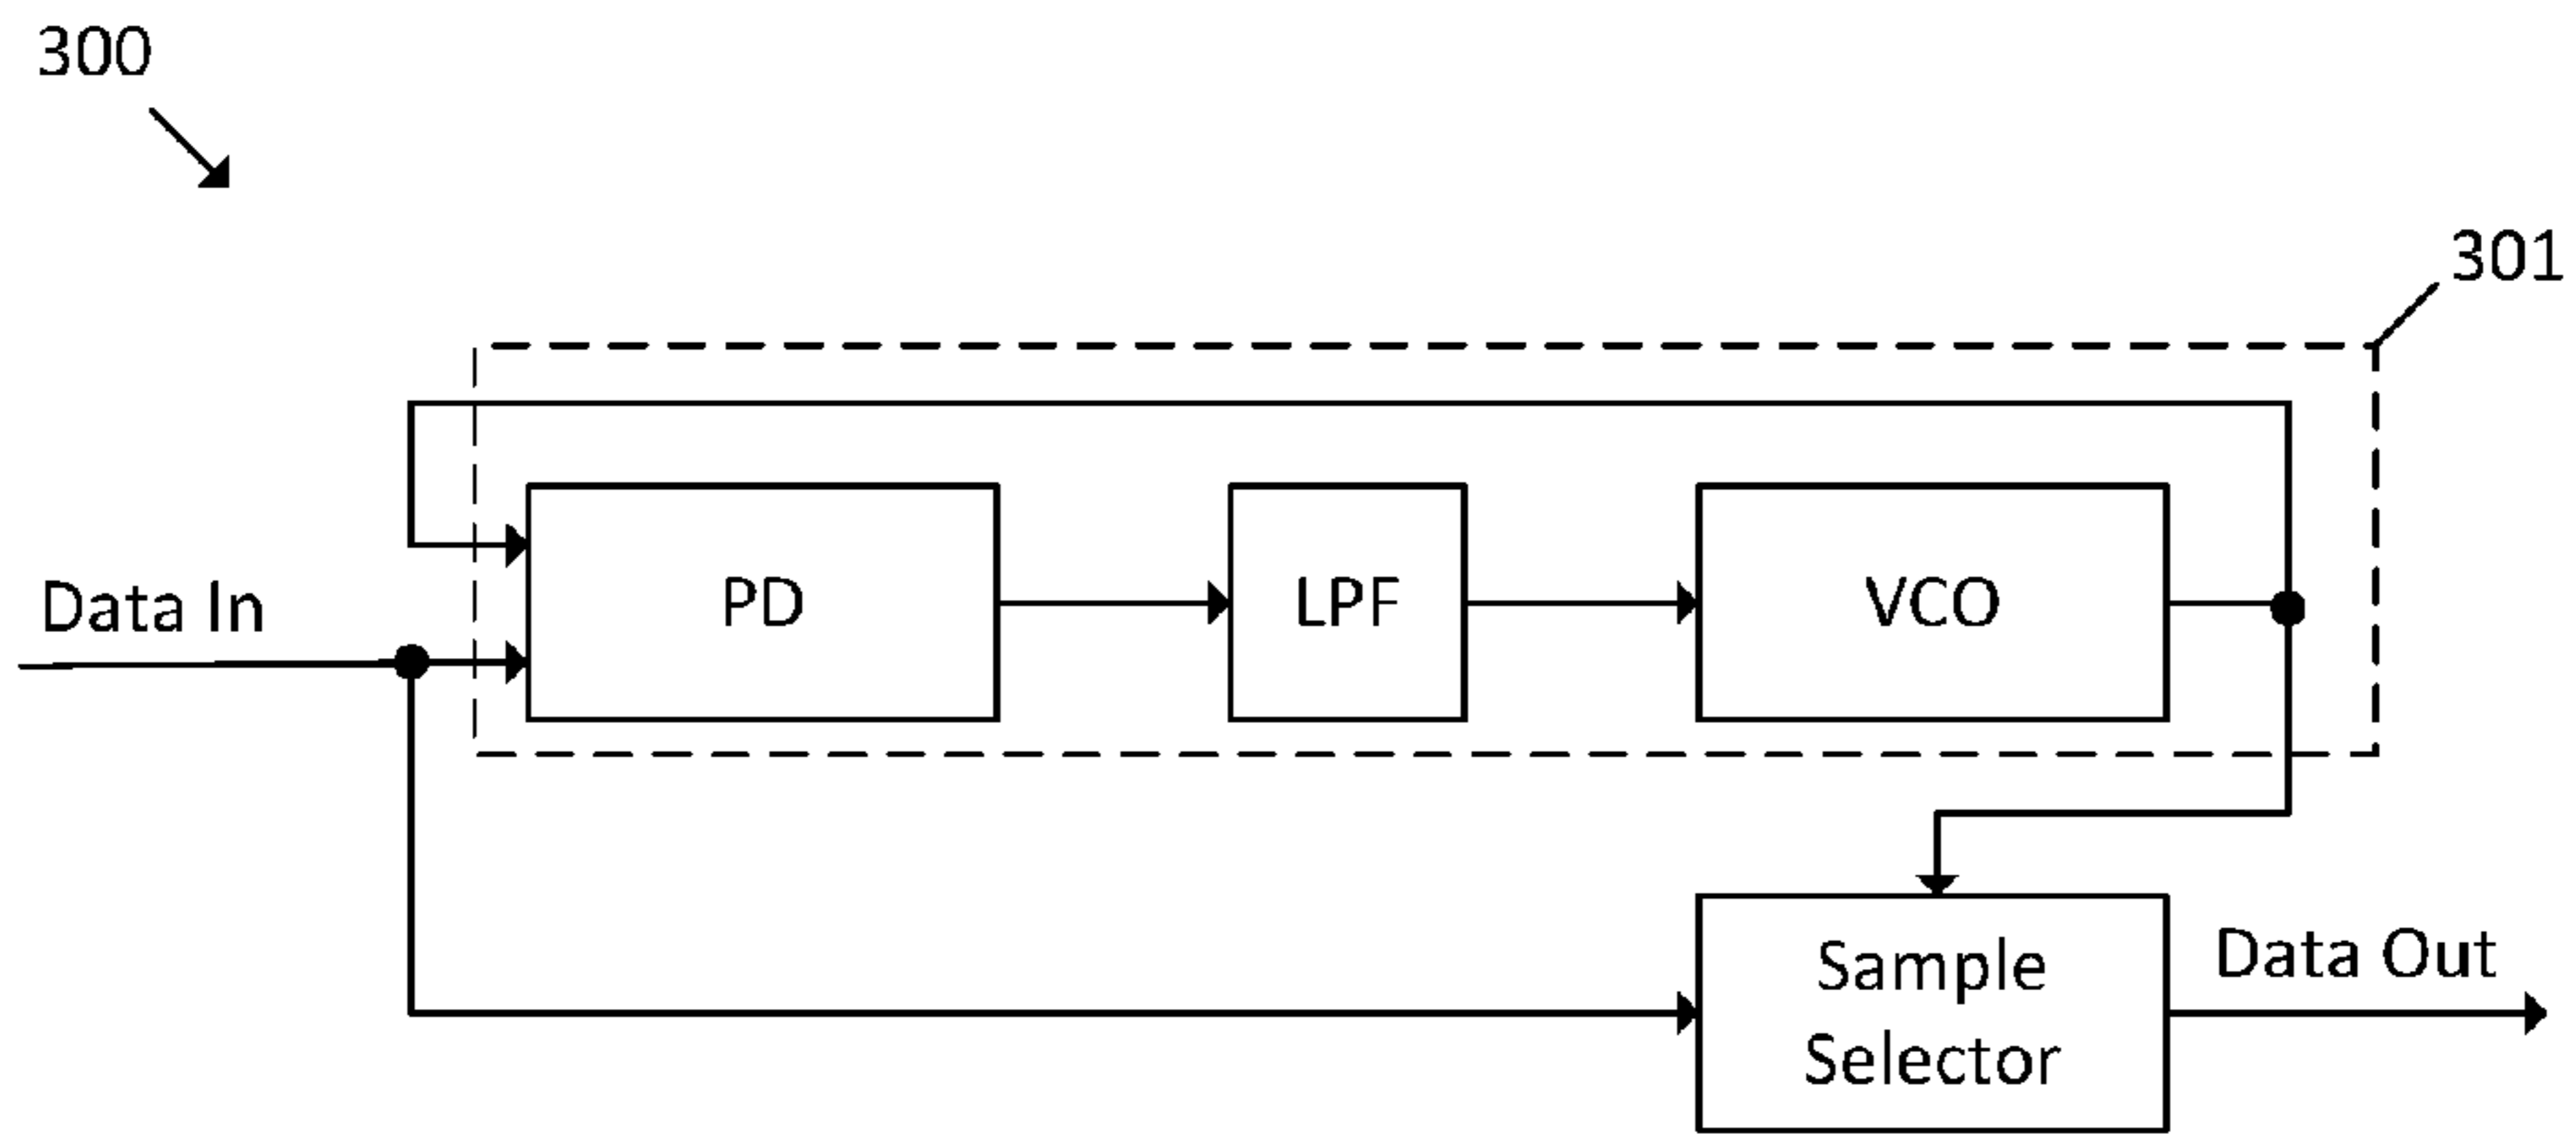 300
301
Data In
PD
LPF
VCO
Sample
Selector
Data Out